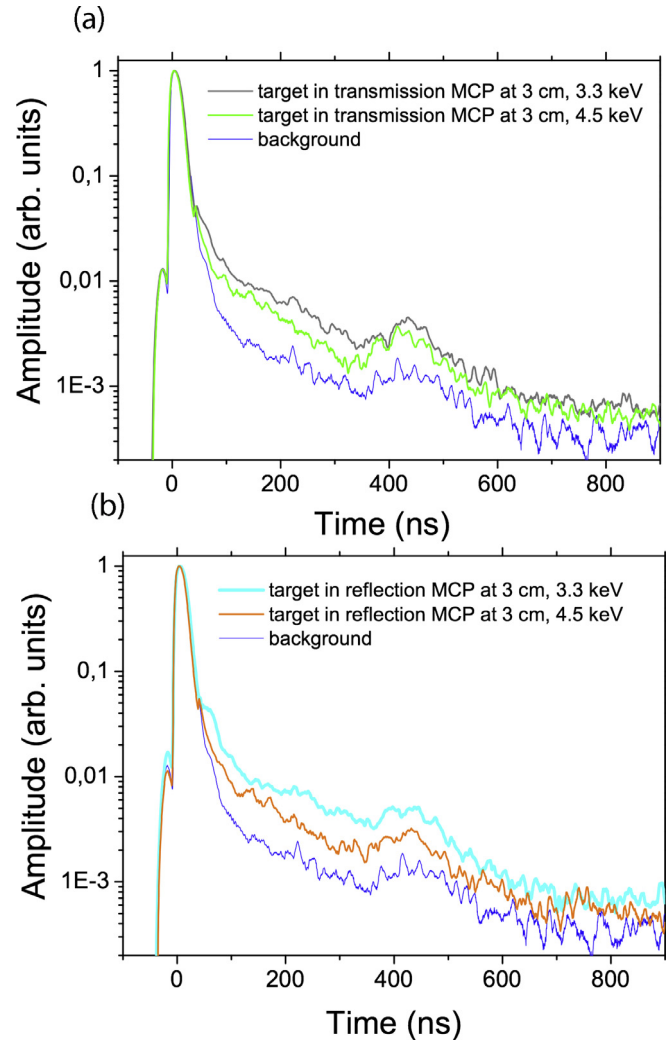 (a)
1
0,1
0,01
1E-3
0 200 400 600 800
Amplitude (arb. units)
Time (ns)
target in transmission MCP at 3 cm, 3.3 keV
target in transmission MCP at 3 cm, 4.5 keV
background
(b)
1
0,1
0,01
1E-3
0 200 400 600 800
Amplitude (arb. units)
Time (ns)
target in reflection MCP at 3 cm, 3.3 keV
target in reflection MCP at 3 cm, 4.5 keV
background